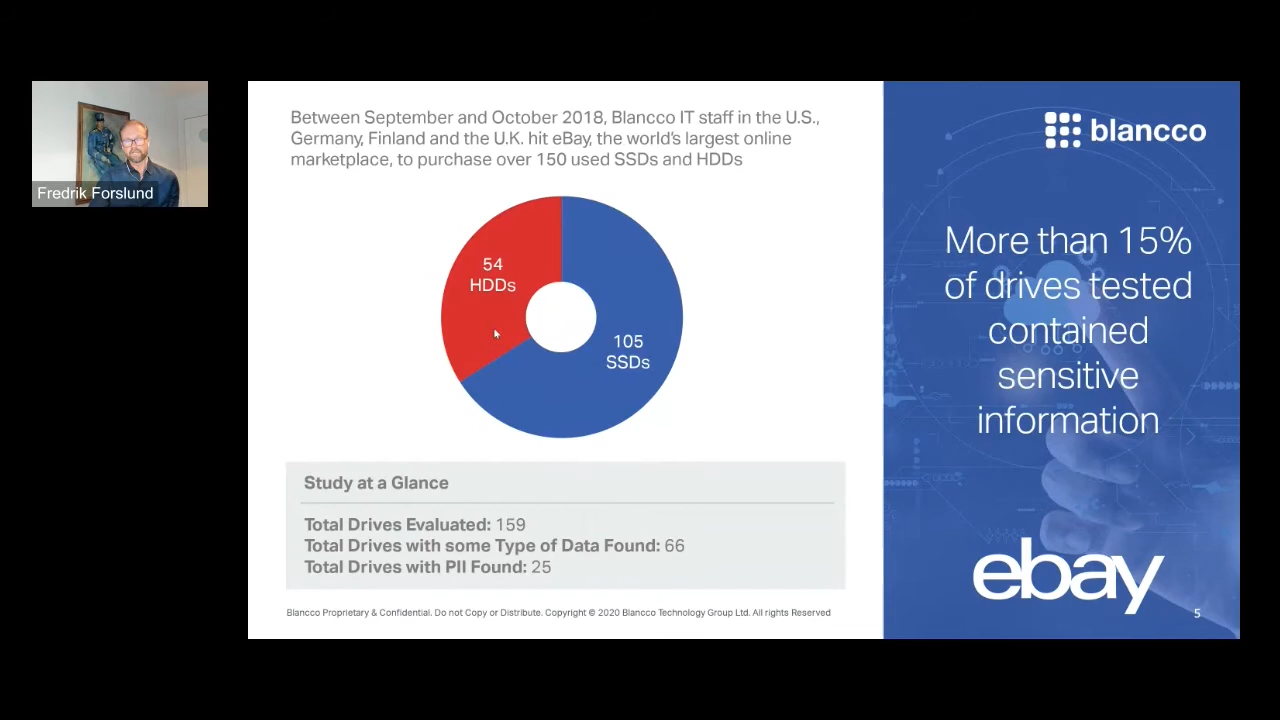 Fredrik Forslund
Between September and October 2018, Blancco IT staff in the U.S.,
Germany, Finland and the U.K. hit eBay, the world's largest online
marketplace, to purchase over 150 used SSDs and HDDs
54
HDDs
105
SSDs
Study at a Glance
Total Drives Evaluated: 159
Total Drives with some Type of Data Found: 66
Total Drives with PII Found: 25
Blancco Proprietary & Confidential. Do not Copy or Distribute. Copyright © 2020 Blancco Technology Group Ltd. All rights Reserved
blancco
More than 15%
of drives tested
contained
sensitive
information
ebay
5